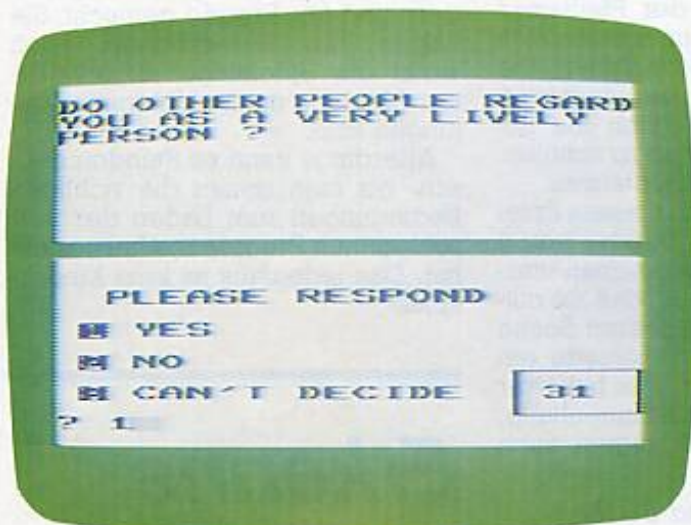 DO OTHER PEOPLE REGARD
YOU AS A VERY LIVELY
PERSON ?
PLEASE RESPOND
YES
NO
CAN'T DECIDE
31
? 1